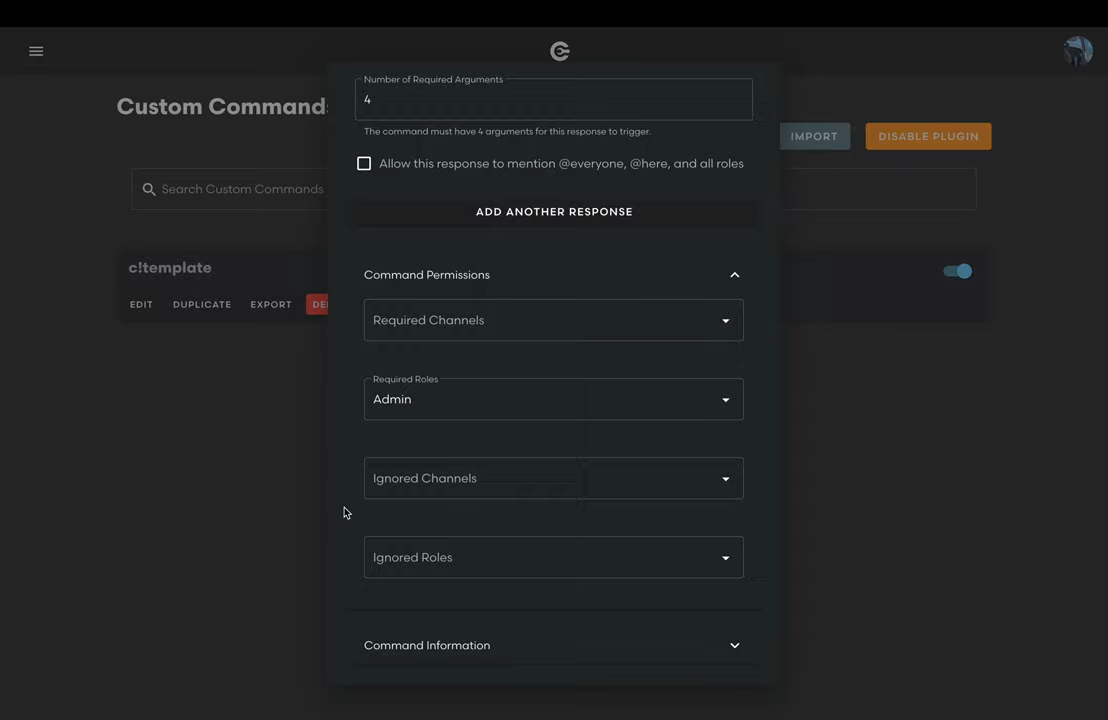 Number of Required Arguments
4
The command must have 4 arguments for this response to trigger.
Custom Commands
IMPORT
DISABLE PLUGIN
Allow this response to mention @everyone, @here, and all roles
Search Custom Commands
ADD ANOTHER RESPONSE
c!template
Command Permissions
EDIT
DUPLICATE
EXPORT
DE
Required Channels
Required Roles
Admin
Ignored Channels
Ignored Roles
Command Information